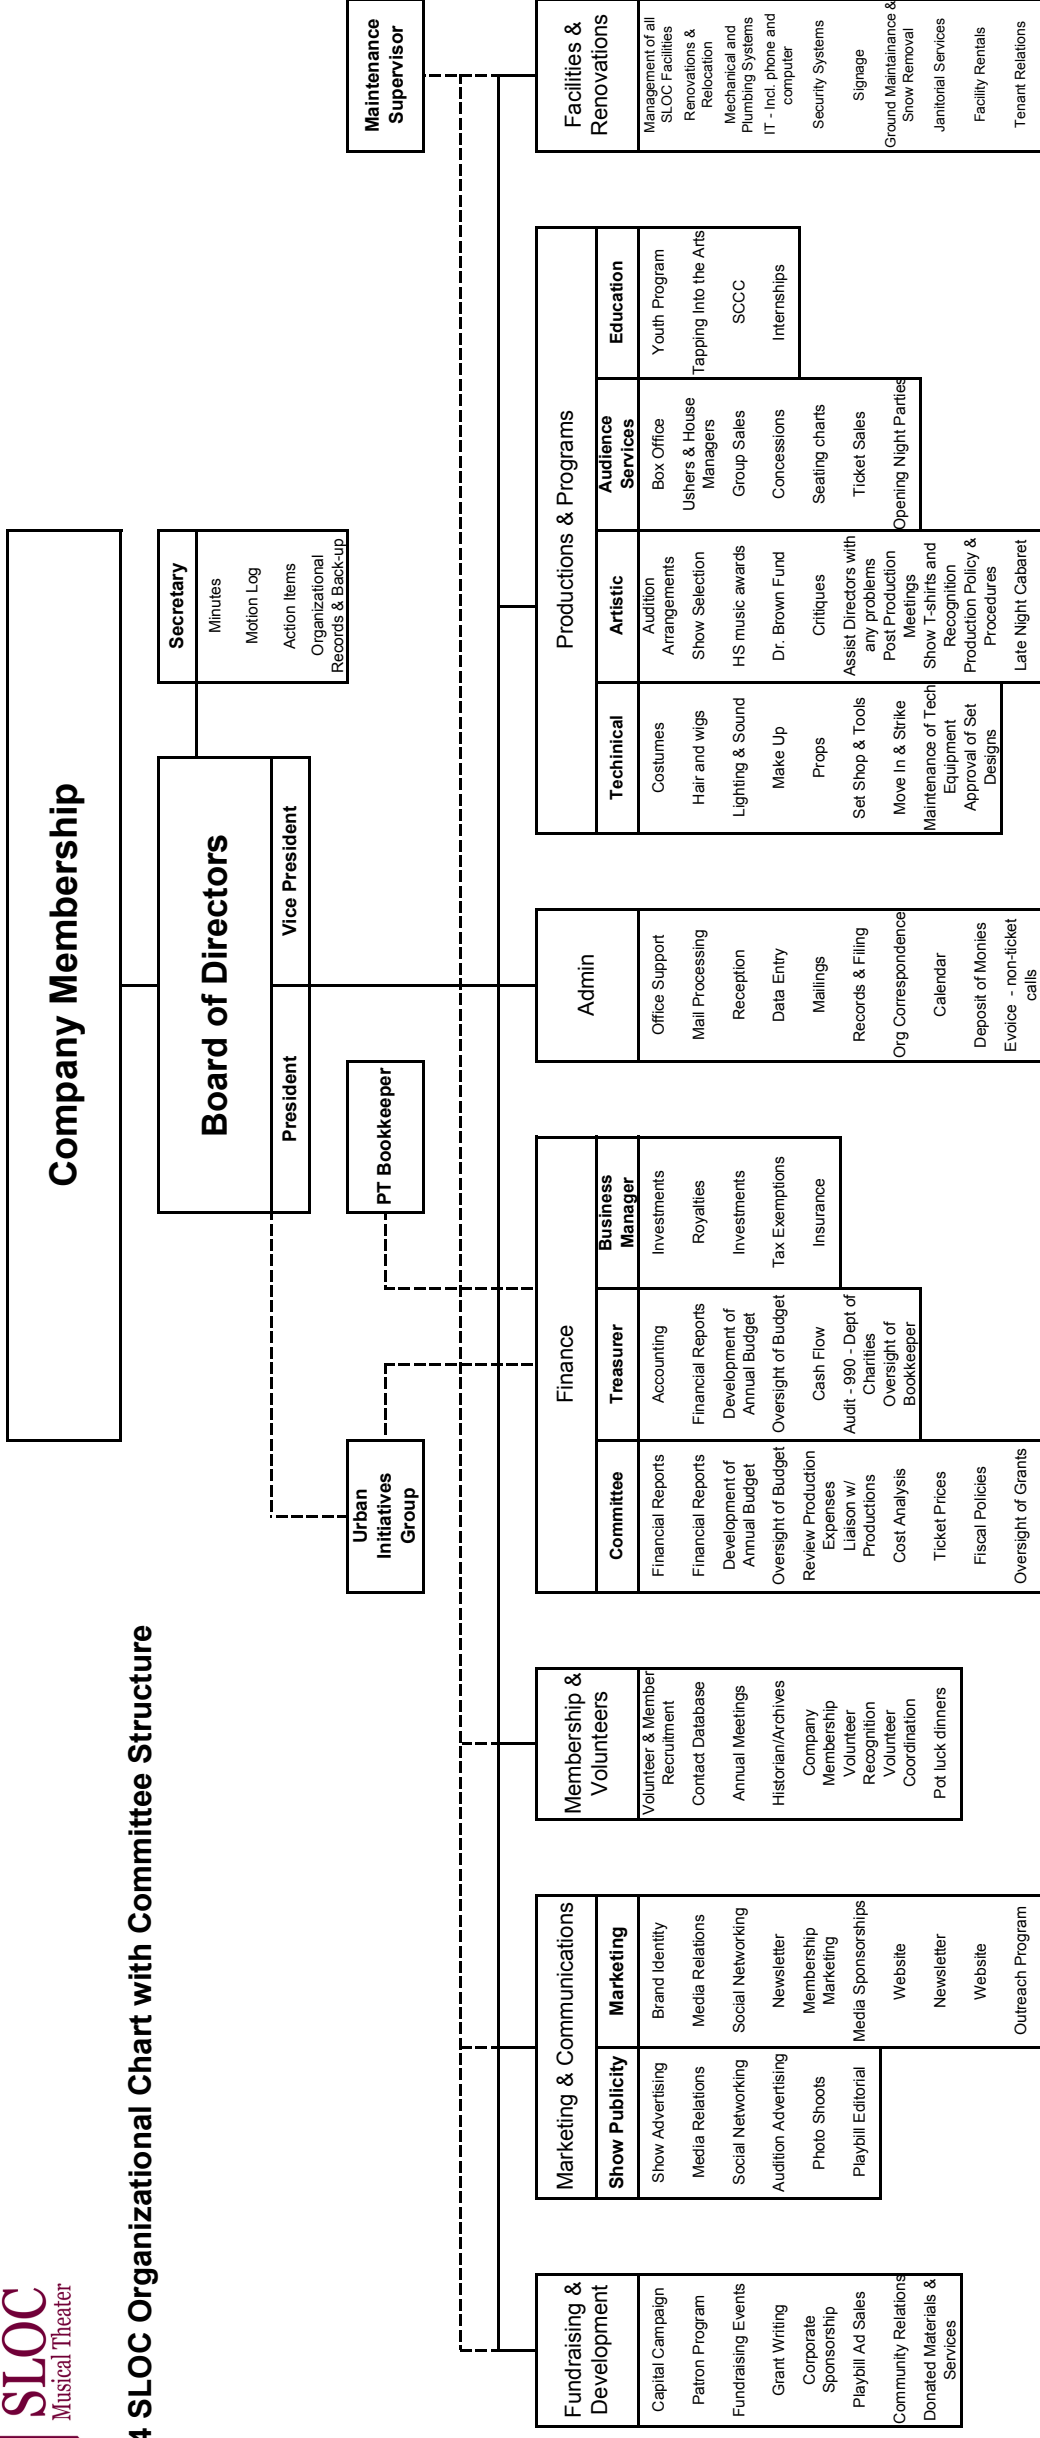 SLOC
Musical Theater
4 SLOC Organizational Chart with Committee Structure
Company Membership
Board of Directors
President
Vice President
Secretary
Minutes
Motion Log
Action Items
Organizational
Records & Back-up
Urban
Initiatives
Group
PT Bookkeeper
Maintenance
Supervisor
Fundraising &
Development
Capital Campaign
Patron Program
Fundraising Events
Grant Writing
Corporate
Sponsorship
Playbill Ad Sales
Community Relations
Donated Materials &
Services
Marketing & Communications
Show Publicity
Show Advertising
Media Relations
Social Networking
Audition Advertising
Photo Shoots
Playbill Editorial
Marketing
Brand Identity
Media Relations
Social Networking
Newsletter
Membership
Marketing
Media Sponsorships
Website
Newsletter
Website
Outreach Program
Membership &
Volunteers
Volunteer & Member
Recruitment
Contact Database
Annual Meetings
Historian/Archives
Company
Membership
Volunteer
Recognition
Volunteer
Coordination
Pot luck dinners
Finance
Committee
Financial Reports
Financial Reports
Development of
Annual Budget
Oversight of Budget
Review Production
Expenses
Liaison w/
Productions
Cost Analysis
Ticket Prices
Fiscal Policies
Oversight of Grants
Treasurer
Accounting
Financial Reports
Development of
Annual Budget
Oversight of Budget
Cash Flow
Audit - 990 - Dept of
Charities
Oversight of
Bookkeeper
Business
Manager
Investments
Royalties
Investments
Tax Exemptions
Insurance
Admin
Office Support
Mail Processing
Reception
Data Entry
Mailings
Records & Filing
Org Correspondence
Calendar
Deposit of Monies
Evoice - non-ticket
calls
Productions & Programs
Techinical
Costumes
Hair and wigs
Lighting & Sound
Make Up
Props
Set Shop & Tools
Move In & Strike
Maintenance of Tech
Equipment
Approval of Set
Designs
Artistic
Audition
Arrangements
Show Selection
HS music awards
Dr. Brown Fund
Critiques
Assist Directors with
any problems
Post Production
Meetings
Show T-shirts and
Recognition
Production Policy &
Procedures
Late Night Cabaret
Audience
Services
Box Office
Ushers & House
Managers
Group Sales
Concessions
Seating charts
Ticket Sales
Opening Night Parties
Education
Youth Program
Tapping Into the Arts
SCCC
Internships
Facilities &
Renovations
Management of all
SLOC Facilities
Renovations &
Relocation
Mechanical and
Plumbing Systems
IT - Incl. phone and
computer
Security Systems
Signage
Ground Maintainance &
Snow Removal
Janitorial Services
Facility Rentals
Tenant Relations